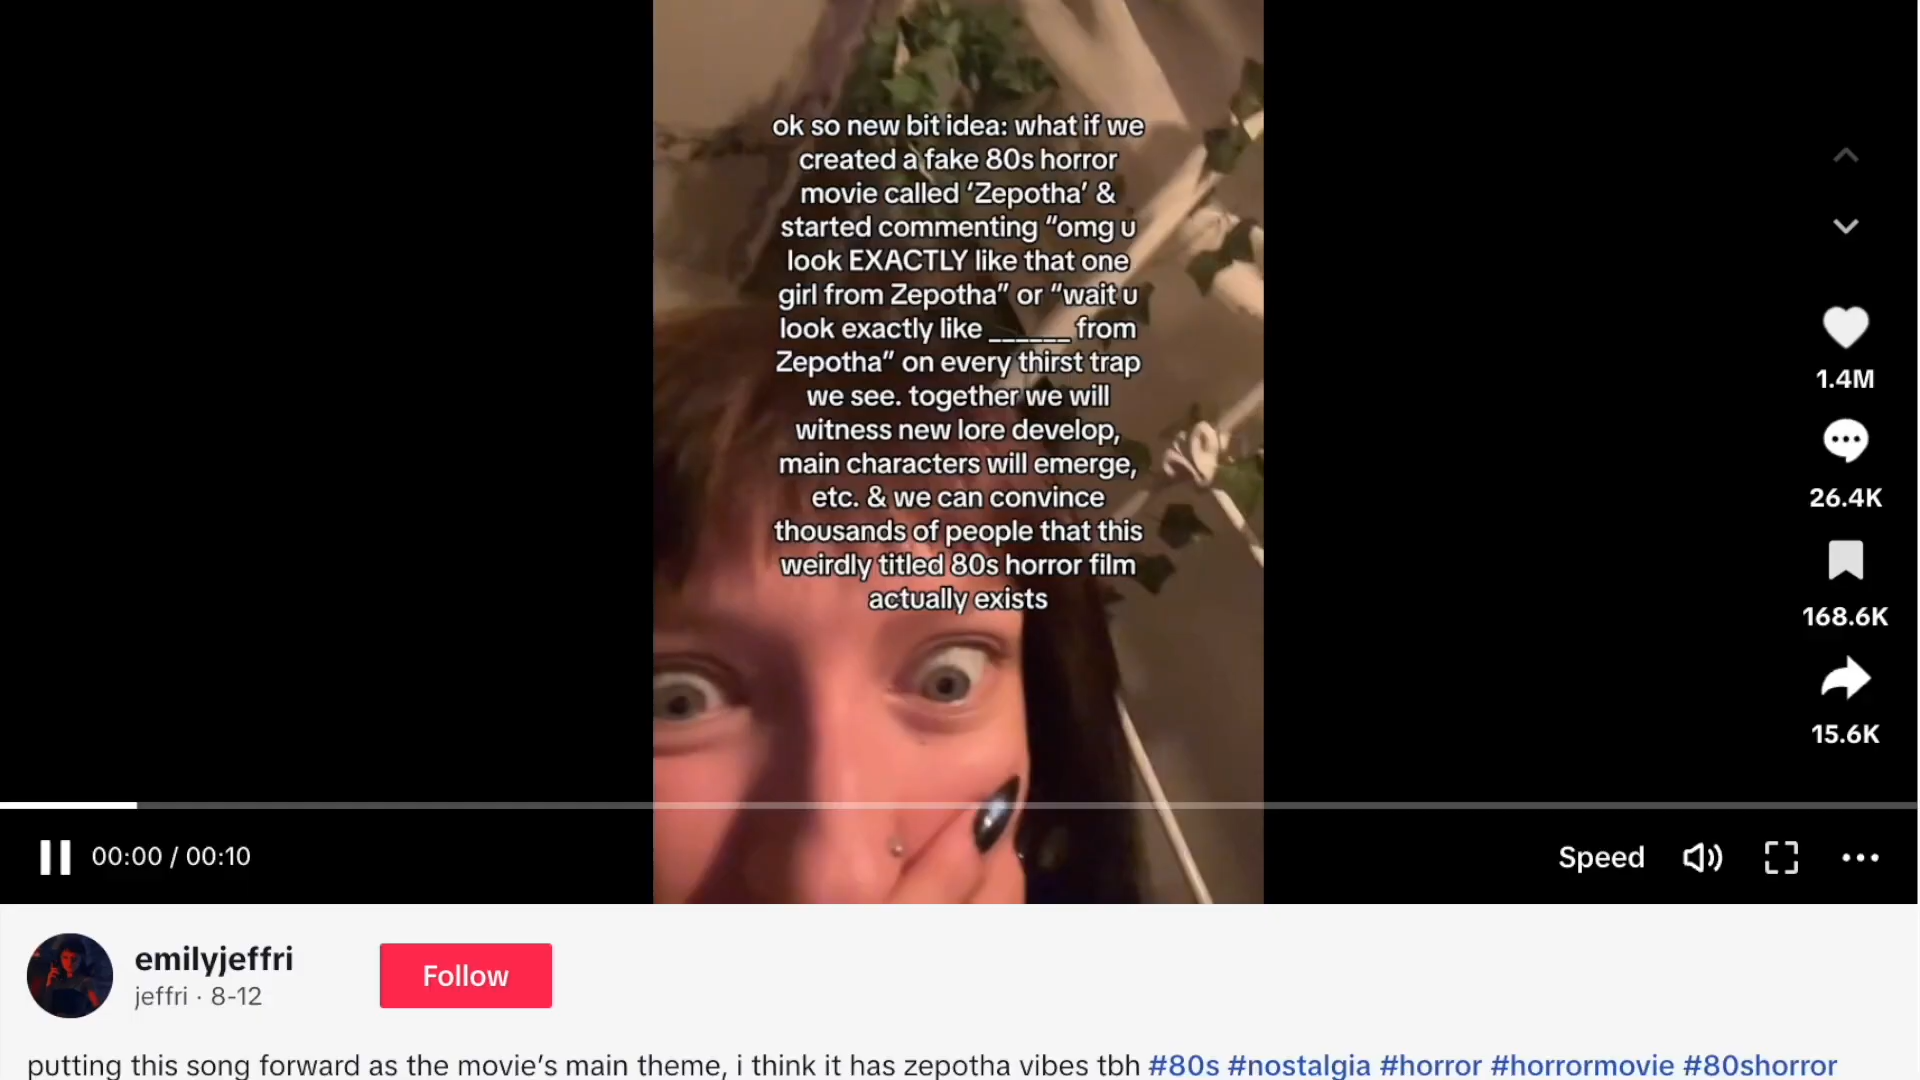 ok so new bit idea: what if we
created a fake 80s horror
movie called ‘Zepotha’ &
started commenting “omg u
look EXACTLY like that one
girl from Zepotha” or “wait u
look exactly like ______ from
Zepotha” on every thirst trap
we see. together we will
witness new lore develop,
main characters will emerge,
etc. & we can convince
thousands of people that this
weirdly titled 80s horror film
actually exists
1.4M
26.4K
168.6K
15.6K
00:00 / 00:10
Speed
emilyjeffri
jeffri · 8-12
Follow
putting this song forward as the movie’s main theme, i think it has zepotha vibes tbh #80s #nostalgia #horror #horrormovie #80shorror